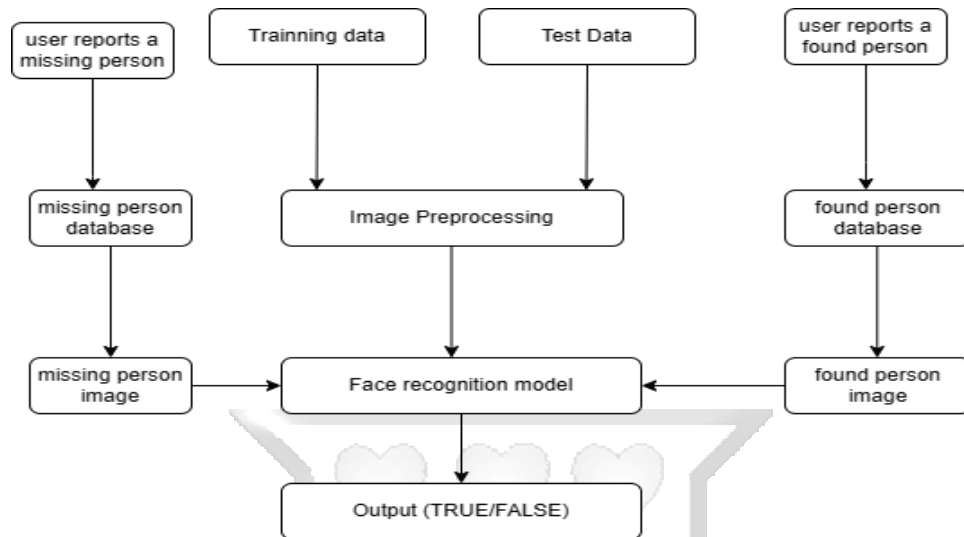 user reports a
missing person
Trainning data
Test Data
user reports a
found person
missing person
database
Image Preprocessing
found person
database
missing person
image
Face recognition model
found person
image
Output (TRUE/FALSE)